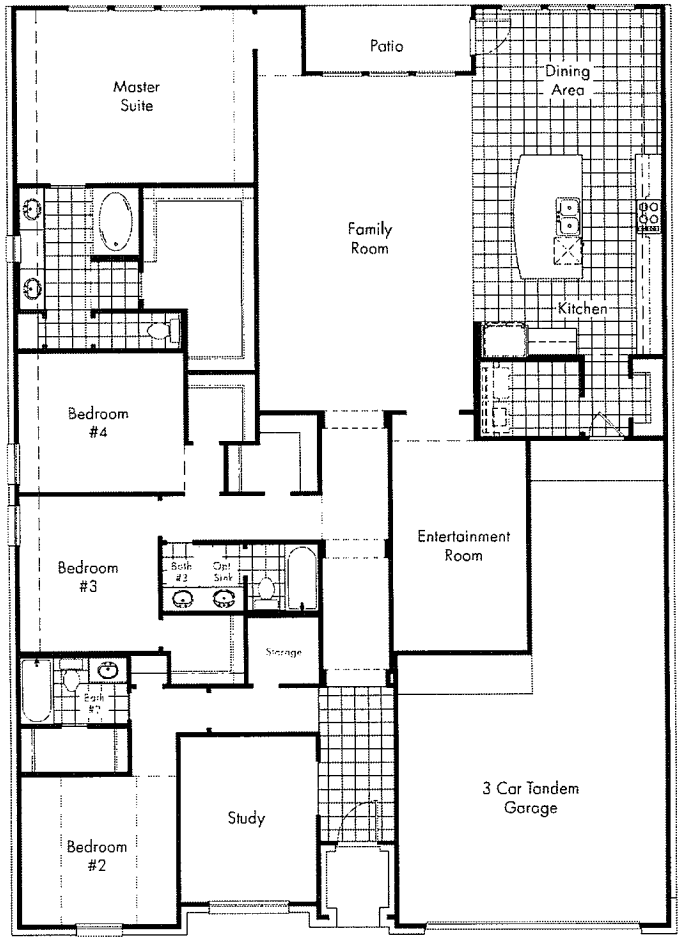 Patio
Master
Suite
Dining
Area
Family
Room
Kitchen
Bedroom
#4
Entertainment
Room
Bedroom
#3
Bath
#3
Opt
Sink
Storage
Bath
#2
3 Car Tandem
Garage
Study
Bedroom
#2